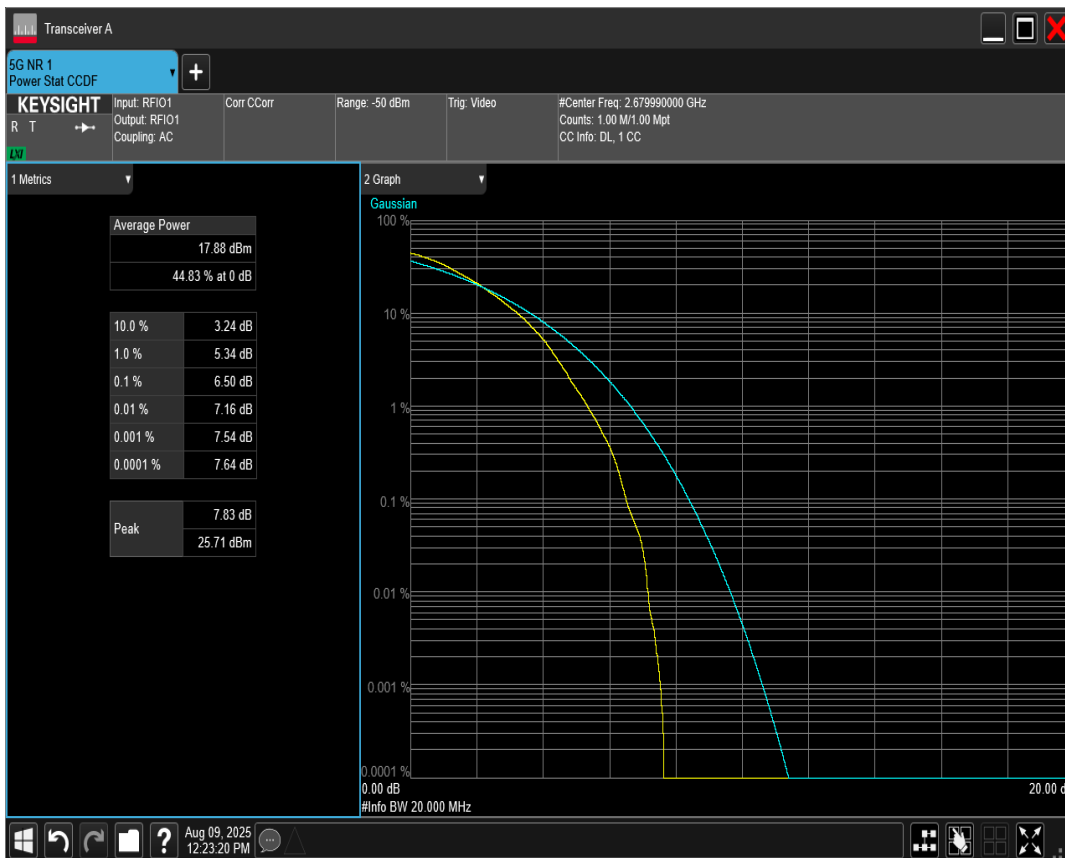 Transceiver A
5G NR 1
Power Stat CCDF
+
KEYSIGHT
R T
LXI
Input: RFIO1
Output: RFIO1
Coupling: AC
Corr CCorr
Range: -50 dBm
Trig: Video
#Center Freq: 2.679990000 GHz
Counts: 1.00 M/1.00 Mpt
CC Info: DL, 1 CC
1 Metrics
Average Power
17.88 dBm
44.83 % at 0 dB
10.0 % 3.24 dB
1.0 % 5.34 dB
0.1 % 6.50 dB
0.01 % 7.16 dB
0.001 % 7.54 dB
0.0001 % 7.64 dB
Peak 7.83 dB
25.71 dBm
2 Graph
Gaussian
100 %
10 %
1 %
0.1 %
0.01 %
0.001 %
0.0001 %
0.00 dB 20.00 d
#Info BW 20.000 MHz
? Aug 09, 2025
12:23:20 PM